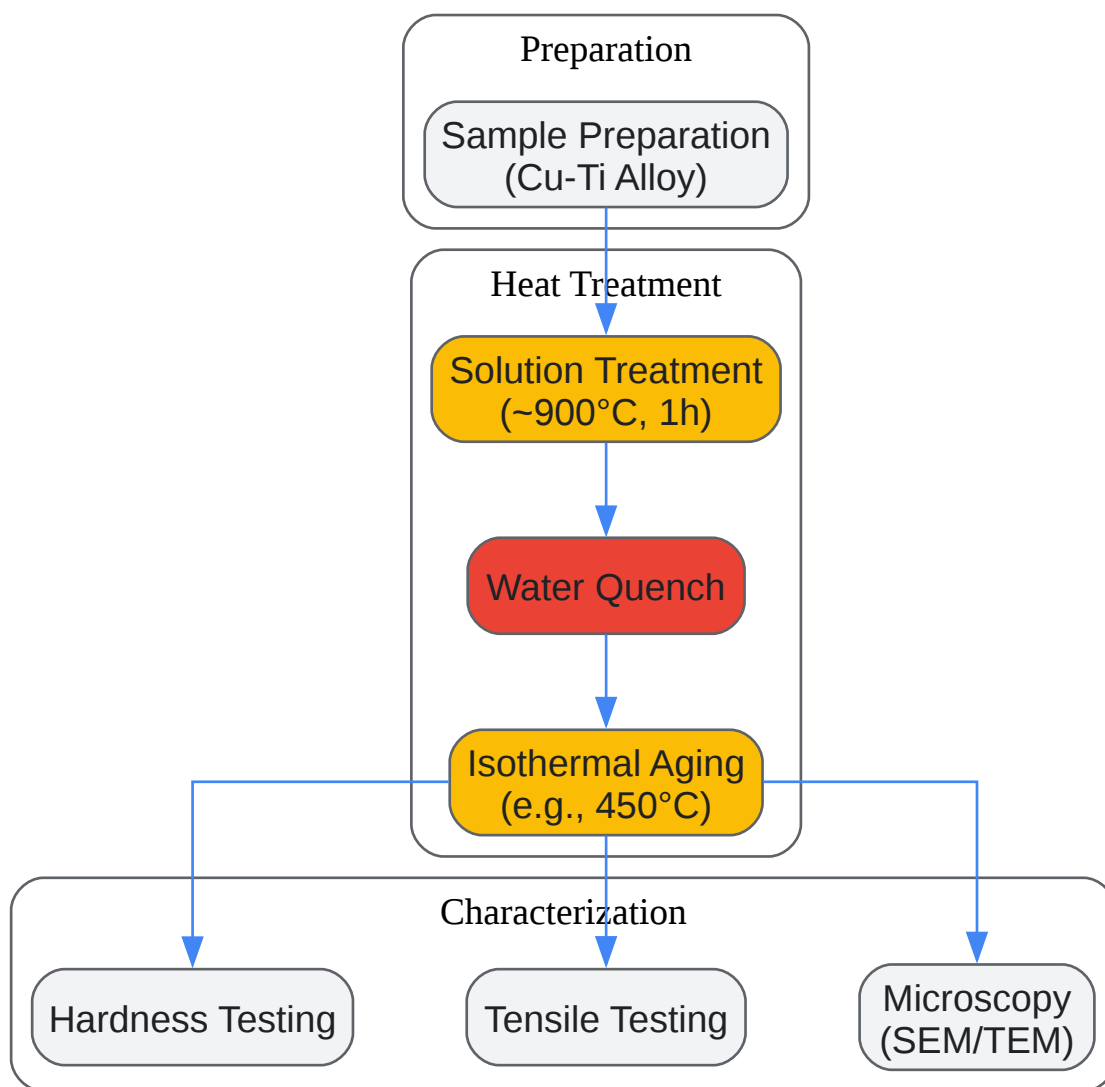 Preparation
Sample Preparation
(Cu-Ti Alloy)
Heat Treatment
Solution Treatment
(~900°C, 1h)
Water Quench
Isothermal Aging
(e.g., 450°C)
Characterization
Hardness Testing
Tensile Testing
Microscopy
(SEM/TEM)